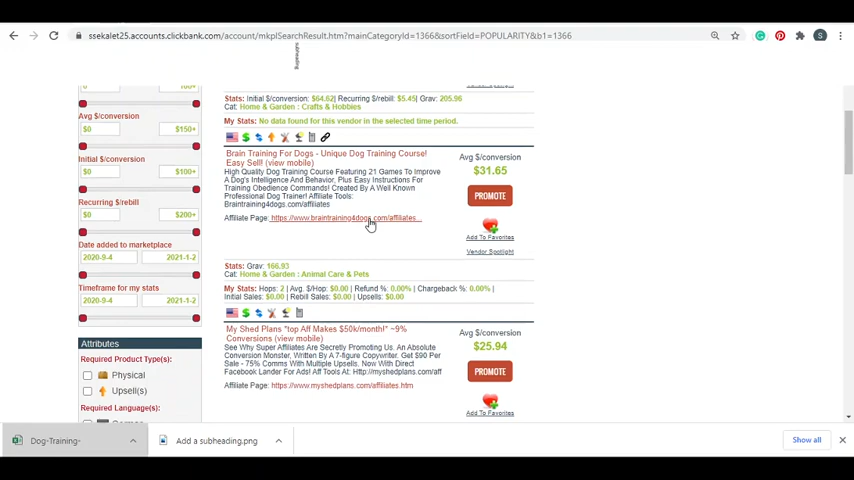 ssekalet25.accounts.clickbank.com/account/mkplSearchResult.htm?mainCategoryId=1366&sortField=POPULARITY&b1=1366
S
subheading
$0 100+
Avg $/conversion
$0 $150+
Initial $/conversion
$0 $100+
Recurring $/rebill
$0 $200+
Date added to marketplace
2020-9-4 2021-1-2
Timeframe for my stats
2020-9-4 2021-1-2
Attributes
Required Product Type(s):
Physical
Upsell(s)
Required Language(s):
German
Vendor Spotlight
Stats: Initial $/conversion: $64.62| Recurring $/rebill: $5.45| Grav: 205.96
Cat: Home & Garden : Crafts & Hobbies
My Stats: No data found for this vendor in the selected time period.
Brain Training For Dogs - Unique Dog Training Course!
Easy Sell! (view mobile)
High Quality Dog Training Course Featuring 21 Games To Improve
A Dog's Intelligence And Behavior, Plus Easy Instructions For
Training Obedience Commands! Created By A Well Known
Professional Dog Trainer! Affiliate Tools:
Braintraining4dogs.com/affiliates/
Affiliate Page: https://www.braintraining4dogs.com/affiliates...
Avg $/conversion
$31.65
PROMOTE
Add To Favorites
Vendor Spotlight
Stats: Grav: 166.93
Cat: Home & Garden : Animal Care & Pets
My Stats: Hops: 2 | Avg. $/Hop: $0.00 | Refund %: 0.00% | Chargeback %: 0.00% |
Initial Sales: $0.00 | Rebill Sales: $0.00 | Upsells: $0.00
My Shed Plans *top Aff Makes $50k/month!* ~9%
Conversions (view mobile)
See Why Super Affiliates Are Secretly Promoting Us. An Absolute
Conversion Monster, Written By A 7-figure Copywriter. Get $90 Per
Sale - 75% Comms With Multiple Upsells. Now With Direct
Facebook Lander For Ads! Aff Tools At: Http://myshedplans.com/aff
Affiliate Page: https://www.myshedplans.com/affiliates.htm
Avg $/conversion
$25.94
PROMOTE
Add To Favorites
Dog-Training-
Add a subheading.png
Show all